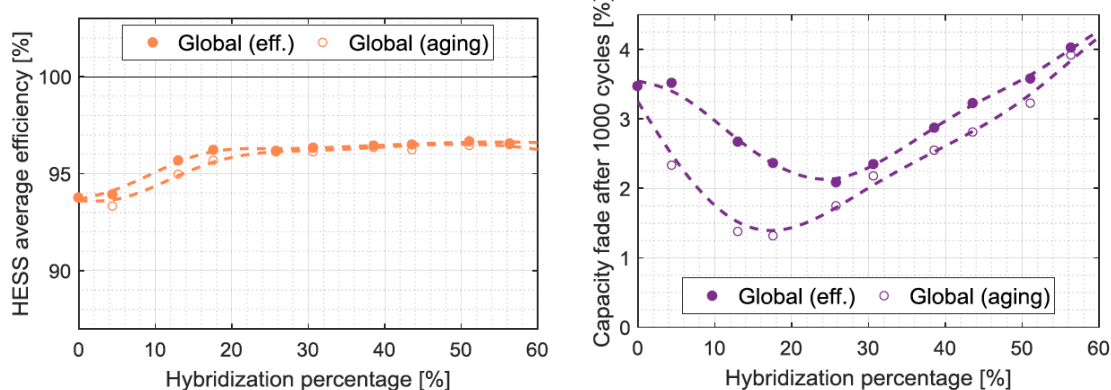 HESS average efficiency [%]
100
95
90
0 10 20 30 40 50 60
Hybridization percentage [%]
Global (eff.) Global (aging)
Capacity fade after 1000 cycles [%]
4
3
2
1
0
0 10 20 30 40 50 60
Hybridization percentage [%]
Global (eff.) Global (aging)